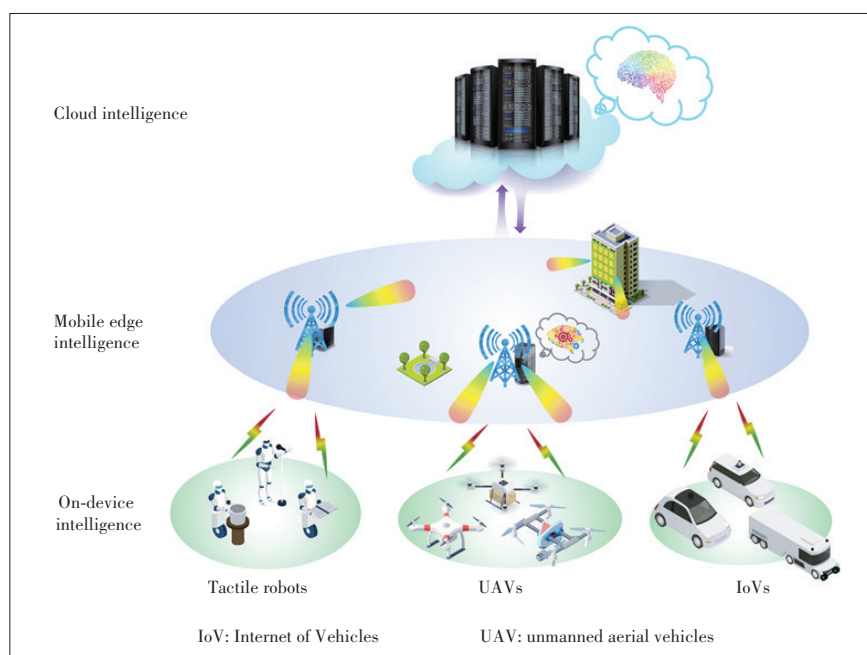 Cloud intelligence
Mobile edge
intelligence
On-device
intelligence
Tactile robots
UAVs
IoVs
IoV: Internet of Vehicles
UAV: unmanned aerial vehicles